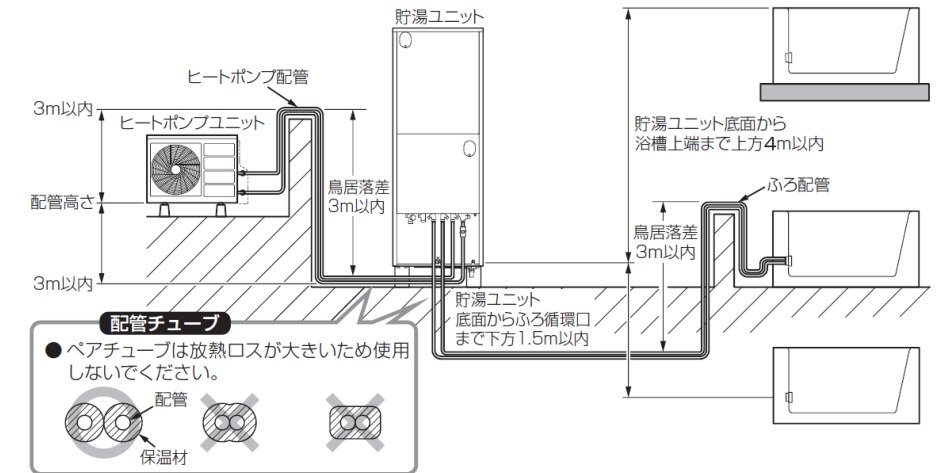 貯湯ユニット
ヒートポンプ配管
3m以内
ヒートポンプユニット
配管高さ
3m以内
鳥居落差
3m以内
貯湯ユニット底面から
浴槽上端まで上方4m以内
ふろ配管
鳥居落差
3m以内
貯湯ユニット
底面からふろ循環口
まで下方1.5m以内
配管チューブ
● ペアチューブは放熱ロスが大きいため使用
しないでください。
配管
保温材